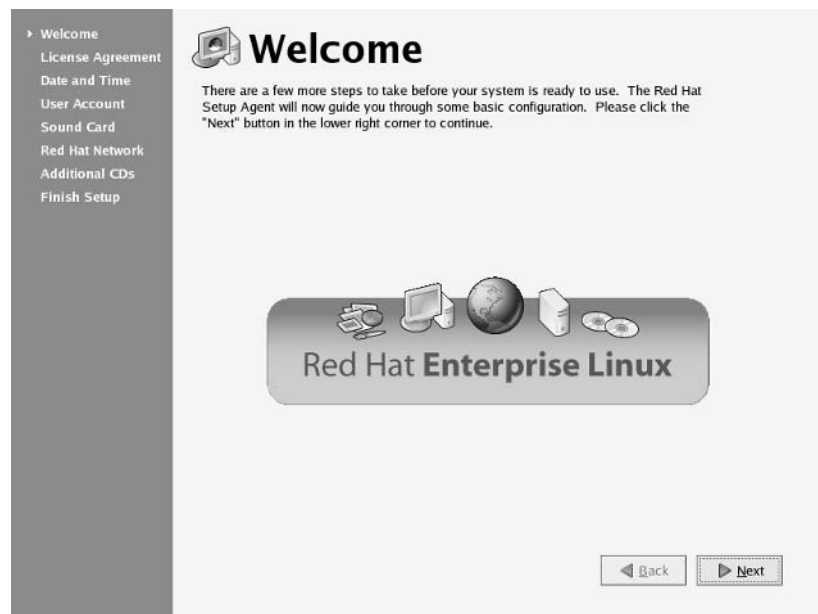 Welcome
License Agreement
Date and Time
User Account
Sound Card
Red Hat Network
Additional CDs
Finish Setup
Welcome
There are a few more steps to take before your system is ready to use. The Red Hat
Setup Agent will now guide you through some basic configuration. Please click the
"Next" button in the lower right corner to continue.
Red Hat Enterprise Linux
Back
Next